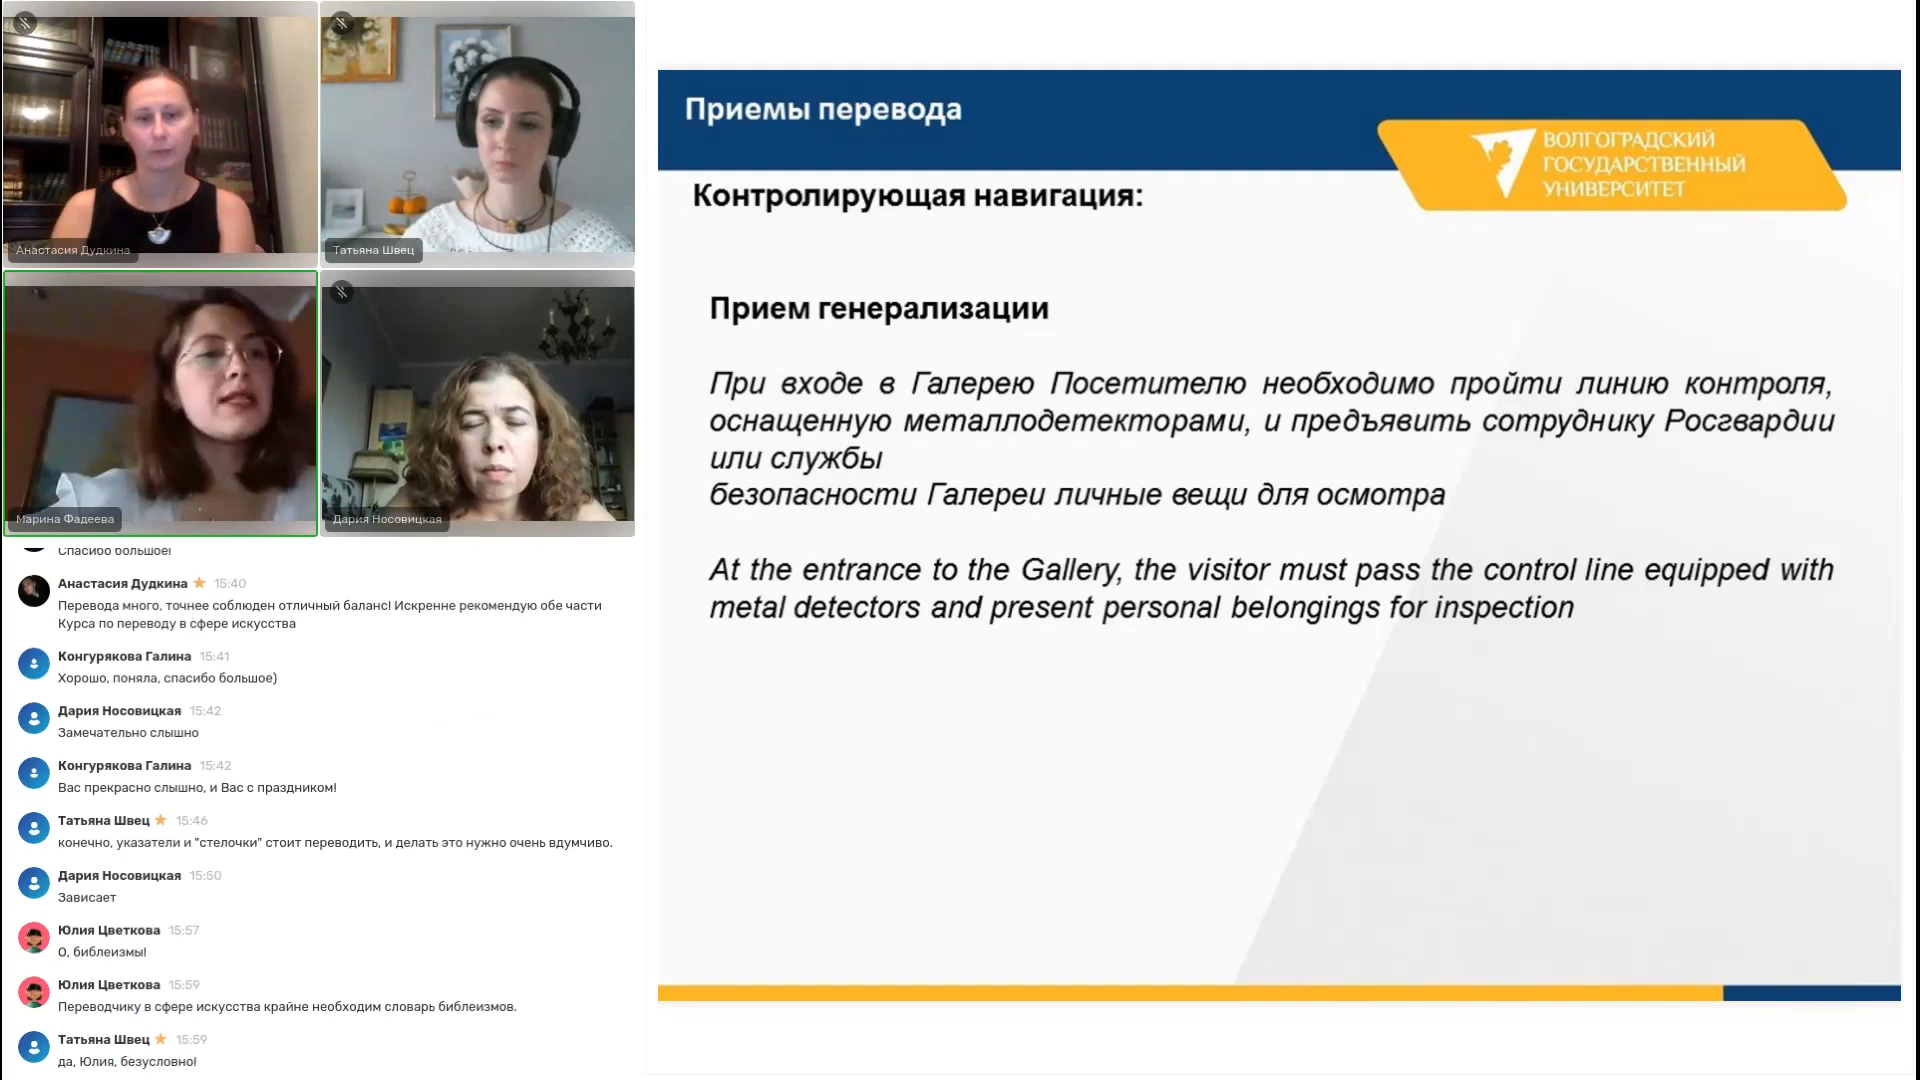 Анастасия Дудкина
Татьяна Швец
Марина Фадеева
Дария Носовицкая
Спасибо большое!
Анастасия Дудкина 15:40
Перевода много, точнее соблюден отличный баланс! Искренне рекомендую обе части
Курса по переводу в сфере искусства
Конгурякова Галина 15:41
Хорошо, поняла, спасибо большое)
Дария Носовицкая 15:42
Замечательно слышно
Конгурякова Галина 15:42
Вас прекрасно слышно, и Вас с праздником!
Татьяна Швец 15:46
конечно, указатели и "стелочки" стоит переводить, и делать это нужно очень вдумчиво.
Дария Носовицкая 15:50
Зависает
Юлия Цветкова 15:57
О, библеизмы!
Юлия Цветкова 15:59
Переводчику в сфере искусства крайне необходим словарь библеизмов.
Татьяна Швец 15:59
да, Юлия, безусловно!
Приемы перевода
ВОЛГОГРАДСКИЙ
ГОСУДАРСТВЕННЫЙ
УНИВЕРСИТЕТ
Контролирующая навигация:
Прием генерализации
При входе в Галерею Посетителю необходимо пройти линию контроля,
оснащенную металлодетекторами, и предъявить сотруднику Росгвардии
или службы
безопасности Галереи личные вещи для осмотра
At the entrance to the Gallery, the visitor must pass the control line equipped with
metal detectors and present personal belongings for inspection